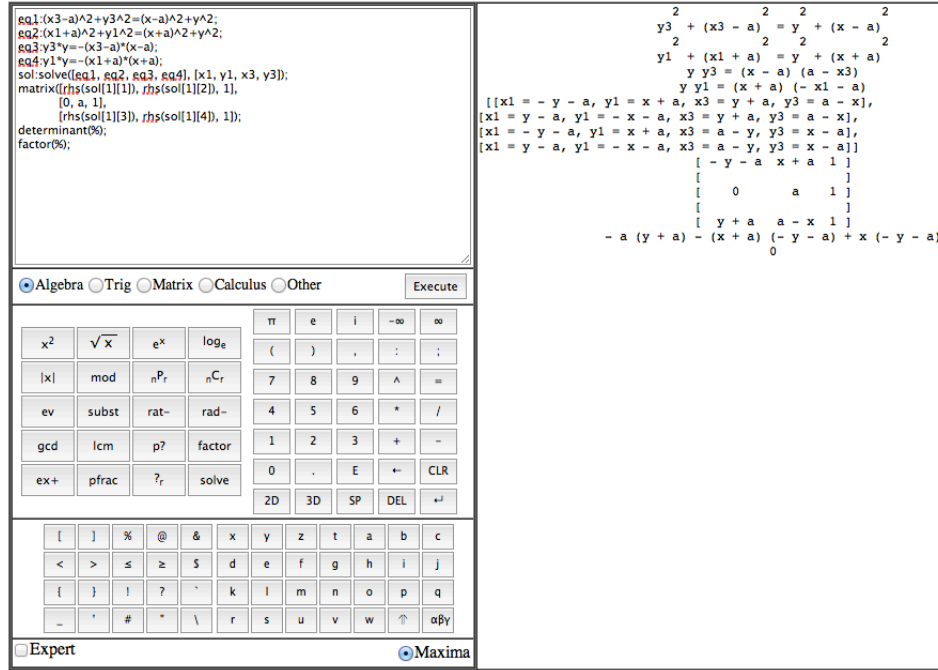 eq1:(x3-a)^2+y3^2=(x-a)^2+y^2;
eq2:(x1+a)^2+y1^2=(x+a)^2+y^2;
eq3:y3*y=-(x3-a)*(x-a);
eq4:y1*y=-(x1+a)*(x+a);
sol:solve([eq1, eq2, eq3, eq4], [x1, y1, x3, y3]);
matrix([rhs(sol[1][1]), rhs(sol[1][2]), 1],
[0, a, 1],
[rhs(sol[1][3]), rhs(sol[1][4]), 1]);
determinant(%);
factor(%);
Algebra Trig Matrix Calculus Other Execute
x2 √x ex loge
|x| mod nPr nCr
ev subst rat- rad-
gcd lcm p? factor
ex+ pfrac ?r solve
π e i -∞ ∞
( ) , : ;
7 8 9 ^ =
4 5 6 * /
1 2 3 + -
0 . E ← CLR
2D 3D SP DEL ↵
[ ] % @ & x y z t a b c
< > ≤ ≥ $ d e f g h i j
{ } ! ? ` k l m n o p q
_ ' # " \ r s u v w ⇑ αβγ
Expert Maxima
2 2 2 2
y3 + (x3 - a) = y + (x - a)
2 2 2 2
y1 + (x1 + a) = y + (x + a)
y y3 = (x - a) (a - x3)
y y1 = (x + a) (- x1 - a)
[[x1 = - y - a, y1 = x + a, x3 = y + a, y3 = a - x],
[x1 = y - a, y1 = - x - a, x3 = y + a, y3 = a - x],
[x1 = - y - a, y1 = x + a, x3 = a - y, y3 = x - a],
[x1 = y - a, y1 = - x - a, x3 = a - y, y3 = x - a]]
[ - y - a x + a 1 ]
[ ]
[ 0 a 1 ]
[ ]
[ y + a a - x 1 ]
- a (y + a) - (x + a) (- y - a) + x (- y - a)
0